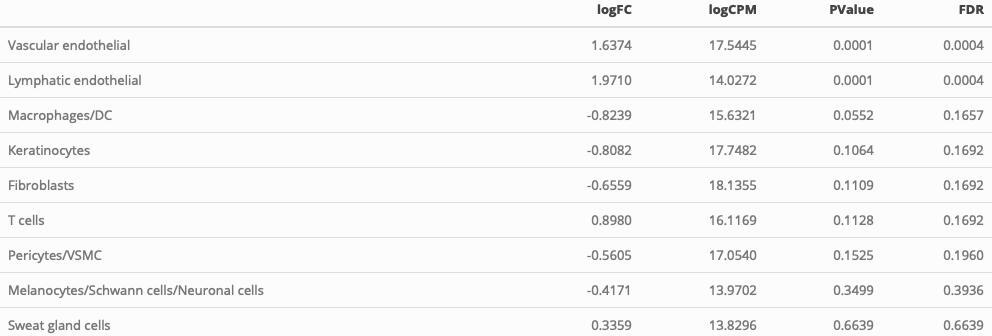 logFC logCPM PValue FDR
Vascular endothelial 1.6374 17.5445 0.0001 0.0004
Lymphatic endothelial 1.9710 14.0272 0.0001 0.0004
Macrophages/DC -0.8239 15.6321 0.0552 0.1657
Keratinocytes -0.8082 17.7482 0.1064 0.1692
Fibroblasts -0.6559 18.1355 0.1109 0.1692
T cells 0.8980 16.1169 0.1128 0.1692
Pericytes/VSMC -0.5605 17.0540 0.1525 0.1960
Melanocytes/Schwann cells/Neuronal cells -0.4171 13.9702 0.3499 0.3936
Sweat gland cells 0.3359 13.8296 0.6639 0.6639